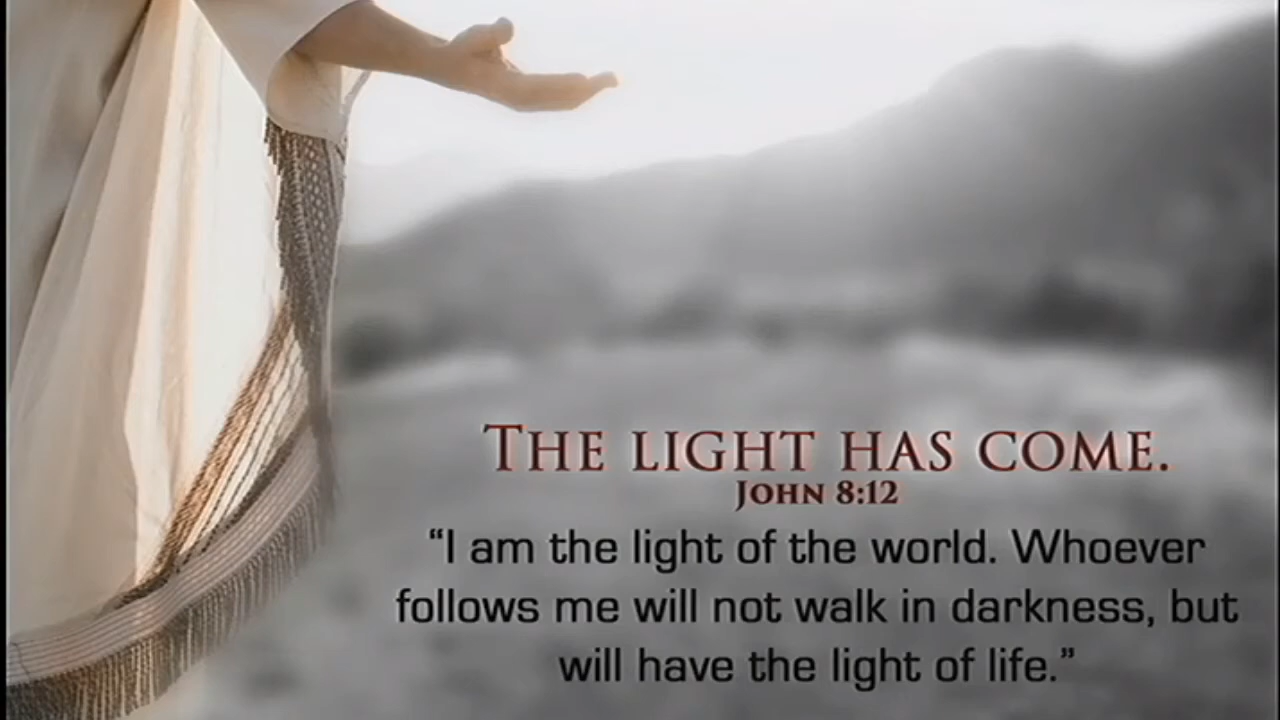 THE LIGHT HAS COME.
JOHN 8:12
“I am the light of the world. Whoever
follows me will not walk in darkness, but
will have the light of life.”